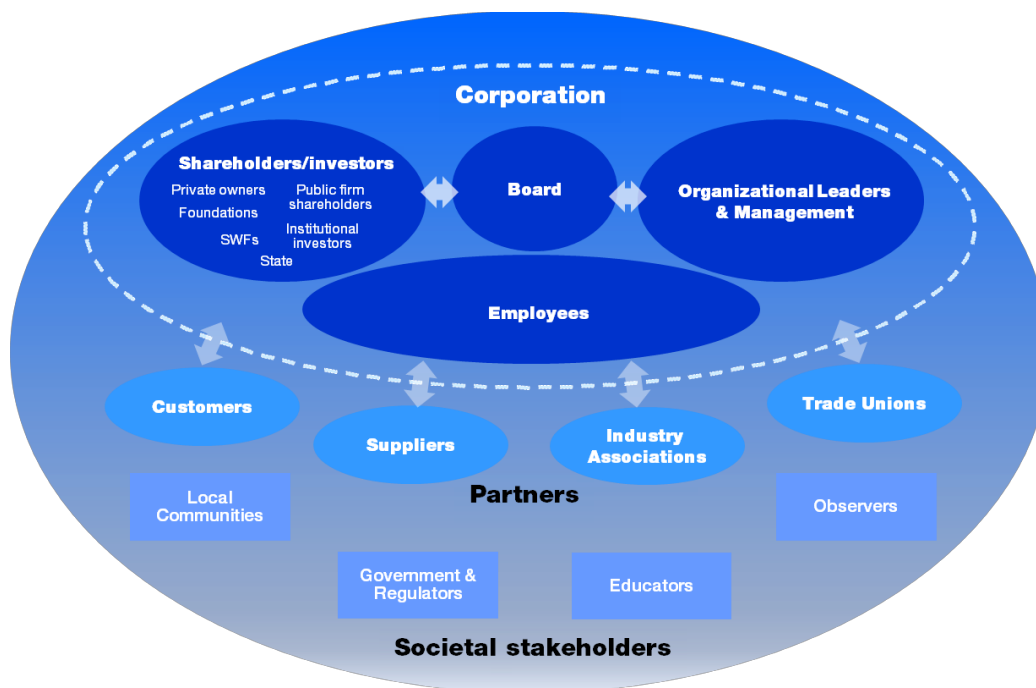 Corporation
Shareholders/investors
Private owners
Public firm
shareholders
Foundations
SWFs
Institutional
investors
State
Board
Organizational Leaders
& Management
Employees
Customers
Suppliers
Industry
Associations
Trade Unions
Partners
Local
Communities
Observers
Government &
Regulators
Educators
Societal stakeholders